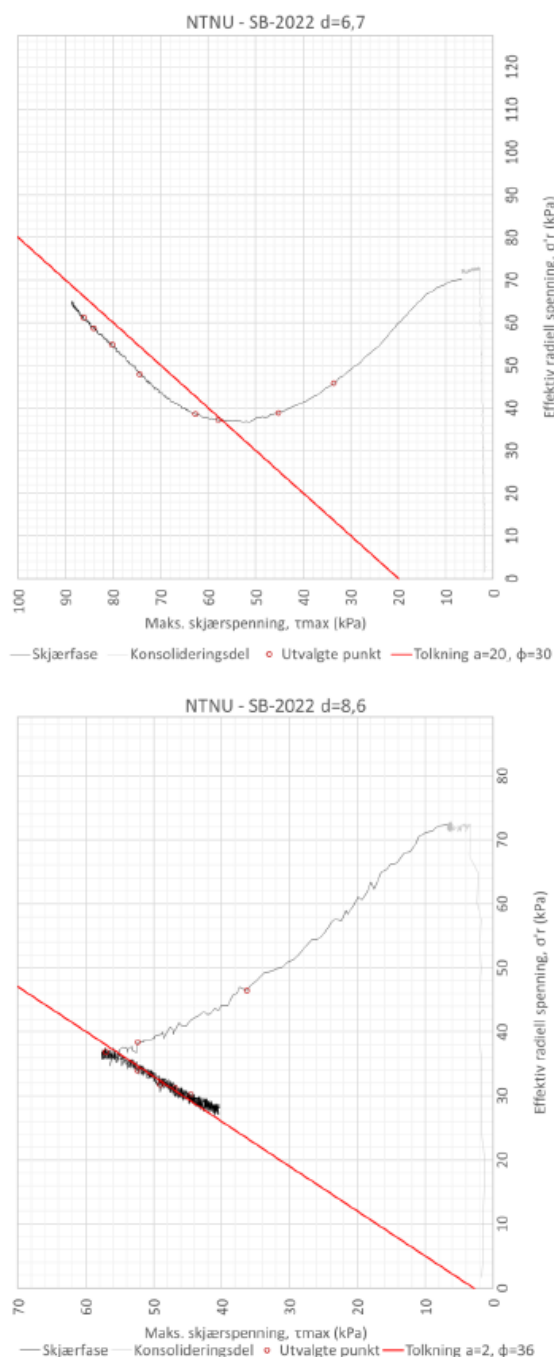 NTNU - SB-2022 d=6,7
120
110
100
90
80
70
60
50
40
30
20
10
0
Effektiv radiell spenning, σ'r (kPa)
100 90 80 70 60 50 40 30 20 10 0
Maks. skjærspenning, τmax (kPa)
Skjærfase Konsolideringsdel Utvalgte punkt Tolkning a=20, ϕ=30
NTNU - SB-2022 d=8,6
80
70
60
50
40
30
20
10
0
Effektiv radiell spenning, σ'r (kPa)
70 60 50 40 30 20 10 0
Maks. skjærspenning, τmax (kPa)
Skjærfase Konsolideringsdel Utvalgte punkt Tolkning a=2, ϕ=36